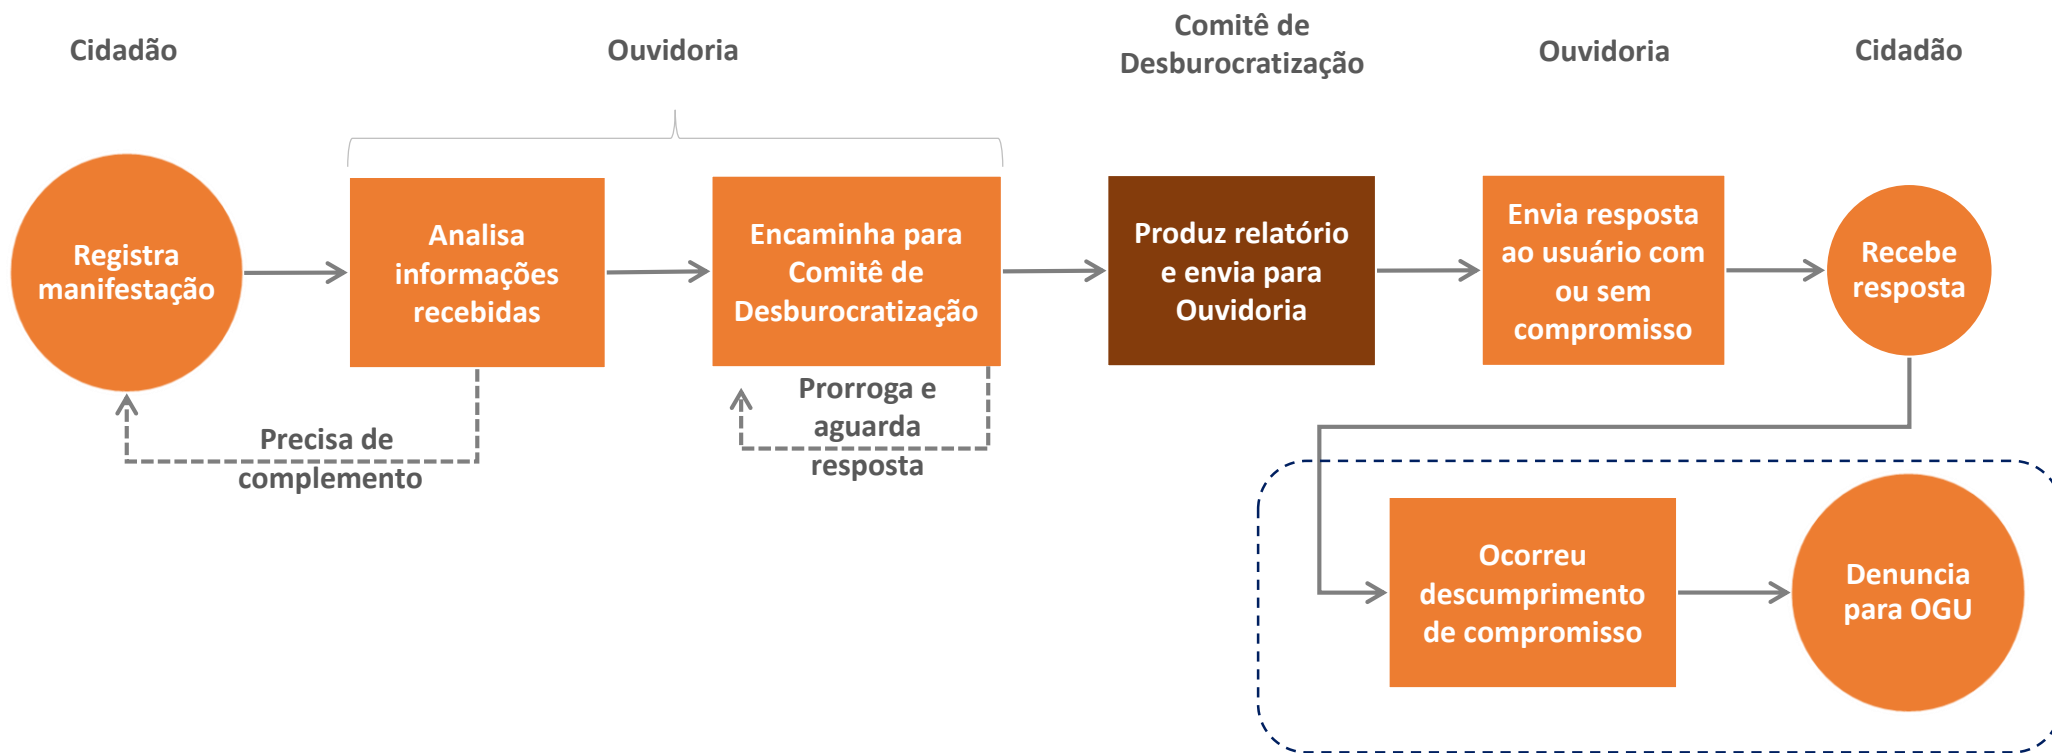 Cidadão
Ouvidoria
Comitê de
Desburocratização
Ouvidoria
Cidadão
Registra
manifestação
Analisa
informações
recebidas
Encaminha para
Comitê de
Desburocratização
Produz relatório
e envia para
Ouvidoria
Envia resposta
ao usuário com
ou sem
compromisso
Recebe
resposta
Precisa de
complemento
Prorroga e
aguarda
resposta
Ocorreu
descumprimento
de compromisso
Denuncia
para OGU